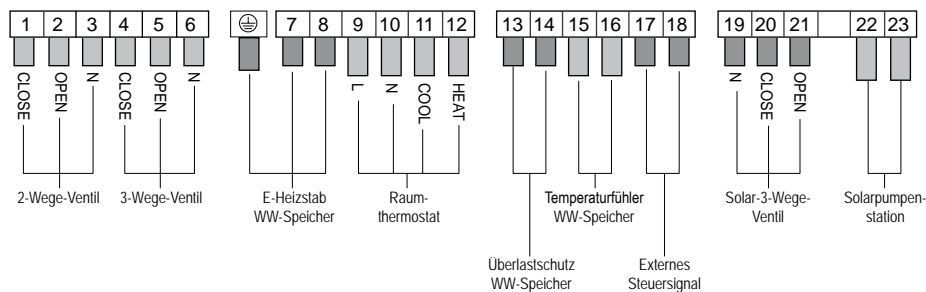 1 2 3 4 5 6 7 8 9 10 11 12 13 14 15 16 17 18 19 20 21 22 23
CLOSE OPEN N CLOSE OPEN N L N COOL HEAT N CLOSE OPEN
2-Wege-Ventil
3-Wege-Ventil
E-Heizstab
WW-Speicher
Raum-
thermostat
Temperaturfühler
WW-Speicher
Solar-3-Wege-
Ventil
Solarpumpen-
station
Überlastschutz
WW-Speicher
Externes
Steuersignal